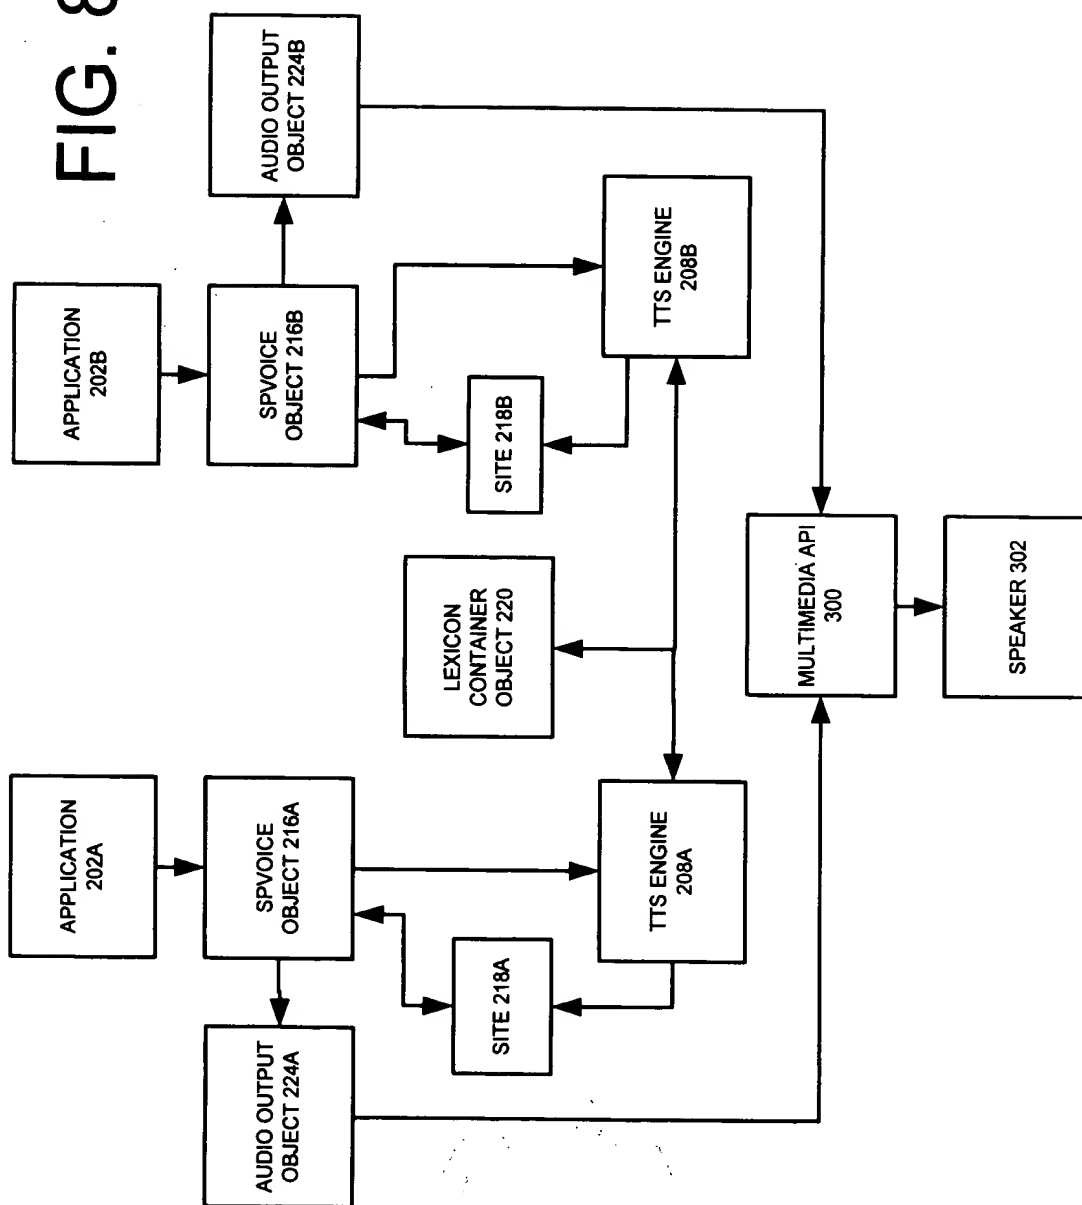 FIG. 8
APPLICATION
202A
SPVOICE
OBJECT 216A
AUDIO OUTPUT
OBJECT 224A
SITE 218A
TTS ENGINE
208A
LEXICON
CONTAINER
OBJECT 220
APPLICATION
202B
SPVOICE
OBJECT 216B
AUDIO OUTPUT
OBJECT 224B
SITE 218B
TTS ENGINE
208B
MULTIMEDIA API
300
SPEAKER 302